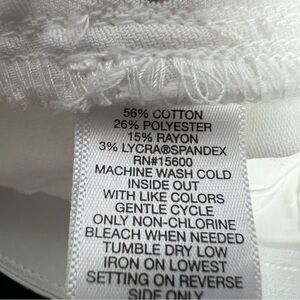 56% COTTON
26% POLYESTER
15% RAYON
3% LYCRA®SPANDEX
RN#15600
MACHINE WASH COLD
INSIDE OUT
WITH LIKE COLORS
GENTLE CYCLE
ONLY NON-CHLORINE
BLEACH WHEN NEEDED
TUMBLE DRY LOW
IRON ON LOWEST
SETTING ON REVERSE
SIDE ONLY